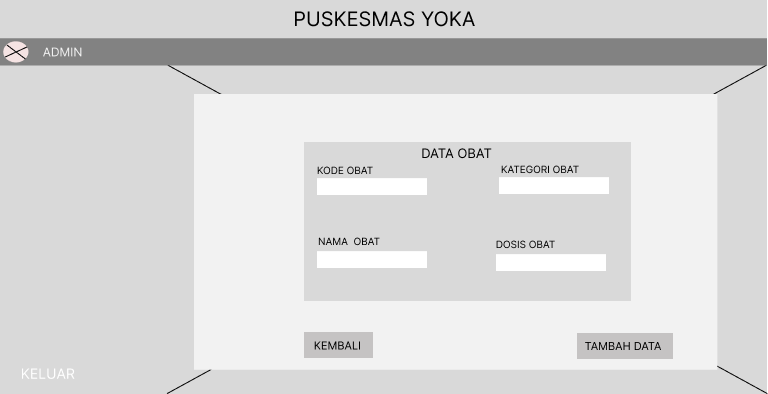 PUSKESMAS YOKA
ADMIN
DATA OBAT
KODE OBAT
KATEGORI OBAT
NAMA OBAT
DOSIS OBAT
KEMBALI
TAMBAH DATA
KELUAR